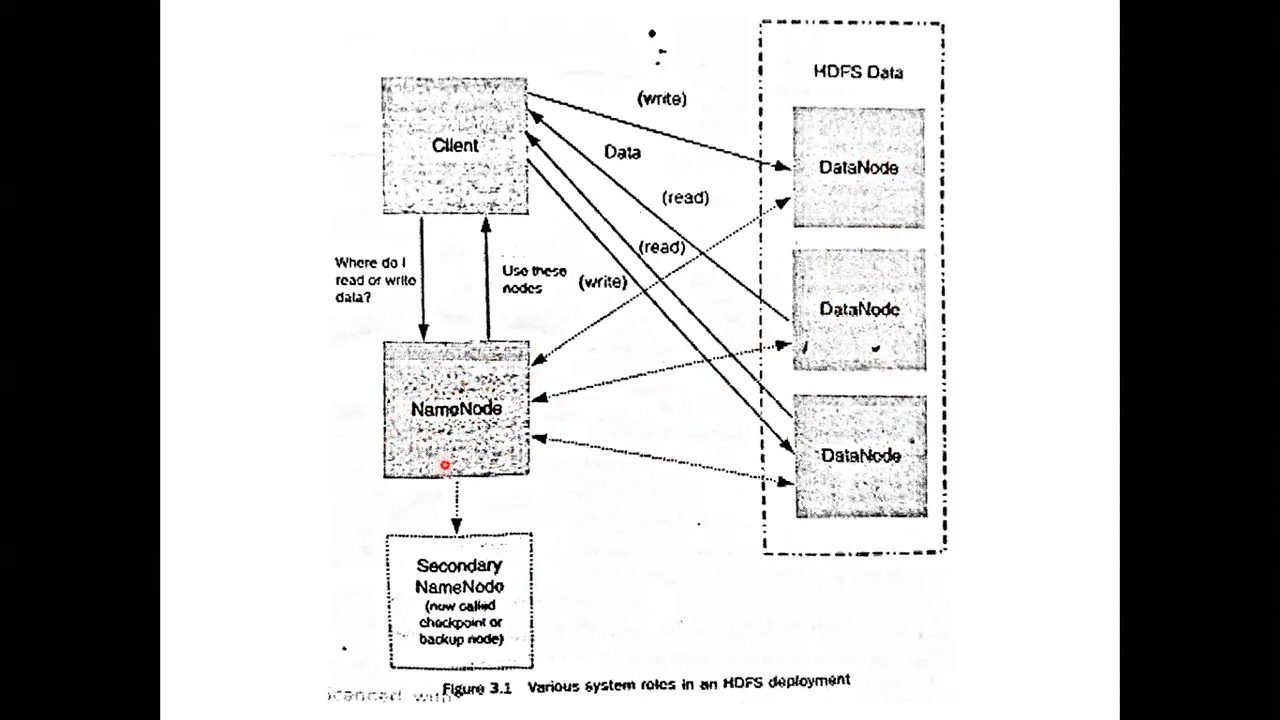 HDFS Data
(write)
Client
Data
DataNode
(read)
(read)
Where do I
read or write
data?
Use these
nodes
(write)
DataNode
NameNode
DataNode
Secondary
NameNode
(now called
checkpoint or
backup node)
Figure 3.1 Various system roles in an HDFS deployment
Scanned with